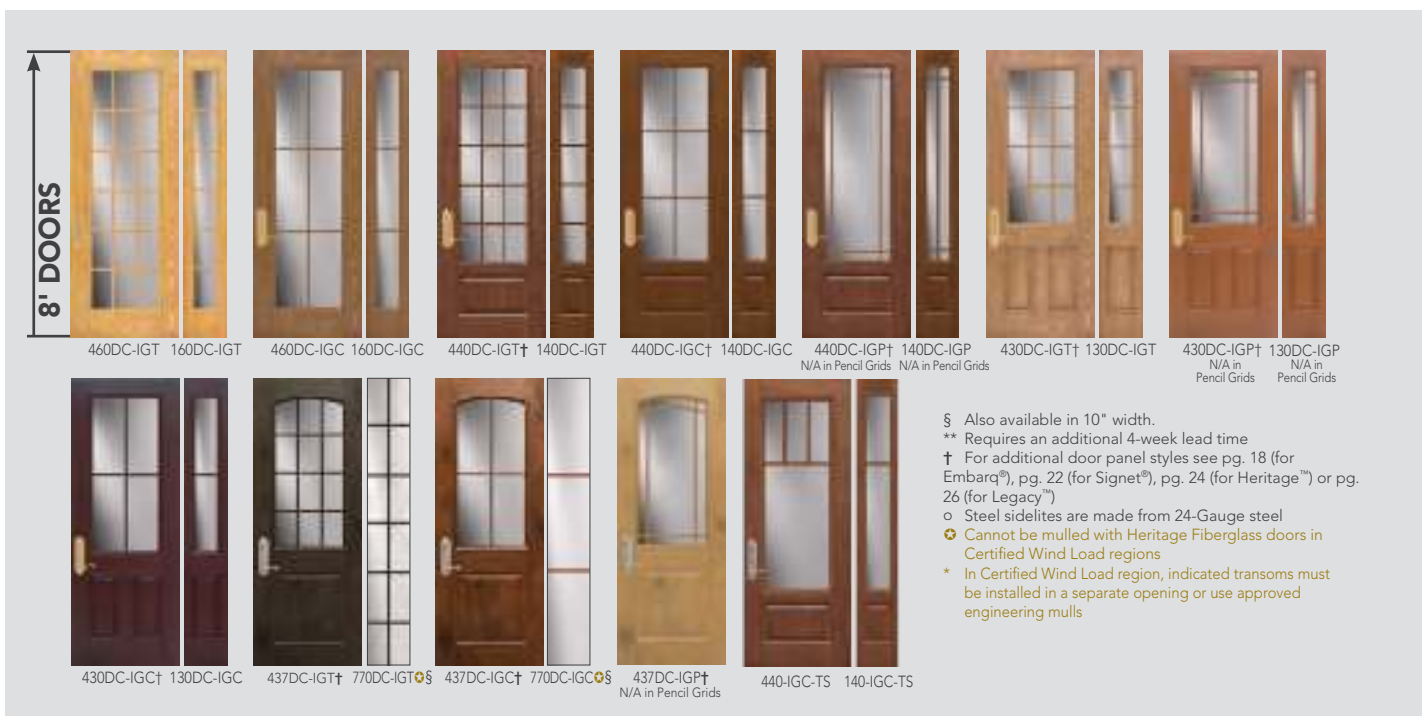 8' DOORS
460DC-IGT 160DC-IGT 460DC-IGC 160DC-IGC 440DC-IGT† 140DC-IGT 440DC-IGC† 140DC-IGC 440DC-IGP† 140DC-IGP 430DC-IGT† 130DC-IGT 430DC-IGP† 130DC-IGP
N/A in Pencil Grids N/A in Pencil Grids N/A in N/A in
Pencil Grids Pencil Grids
430DC-IGC† 130DC-IGC 437DC-IGT† 770DC-IGT✪§ 437DC-IGC† 770DC-IGC✪§ 437DC-IGP† 440-IGC-TS 140-IGC-TS
N/A in Pencil Grids
§ Also available in 10" width.
** Requires an additional 4-week lead time
† For additional door panel styles see pg. 18 (for
Embarq®), pg. 22 (for Signet®), pg. 24 (for Heritage™) or pg.
26 (for Legacy™)
o Steel sidelites are made from 24-Gauge steel
✪ Cannot be mulled with Heritage Fiberglass doors in
Certified Wind Load regions
* In Certified Wind Load region, indicated transoms must
be installed in a separate opening or use approved
engineering mulls